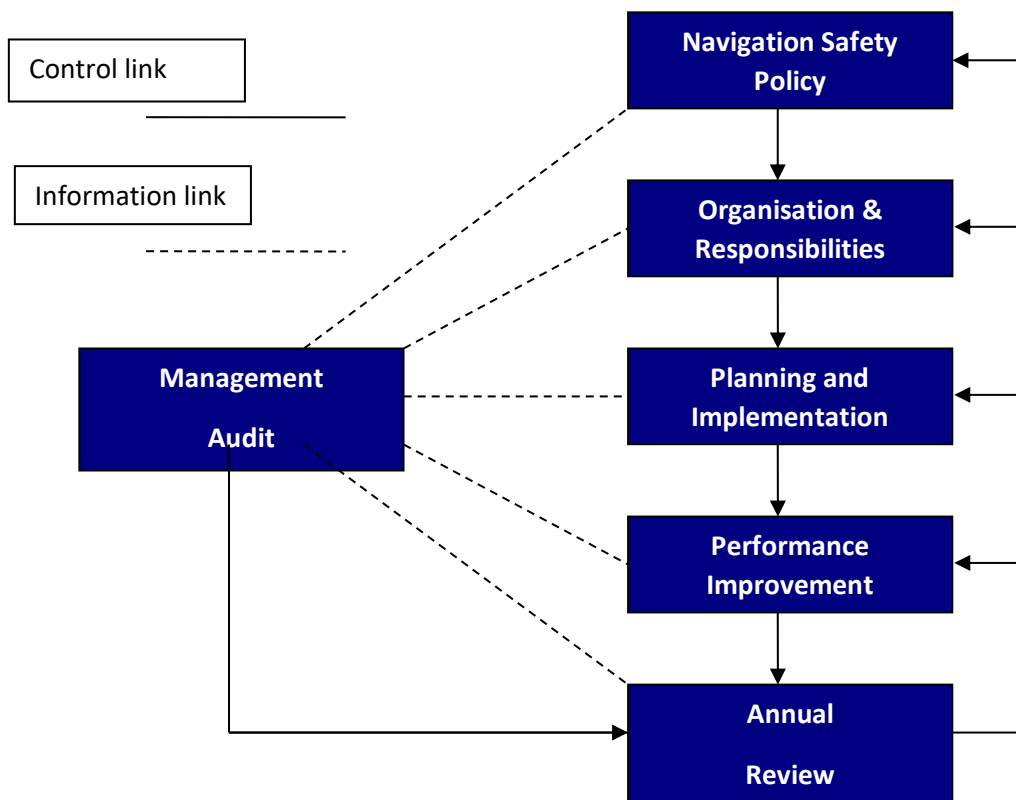 Control link
Information link
Navigation Safety
Policy
Organisation &
Responsibilities
Management
Audit
Planning and
Implementation
Performance
Improvement
Annual
Review